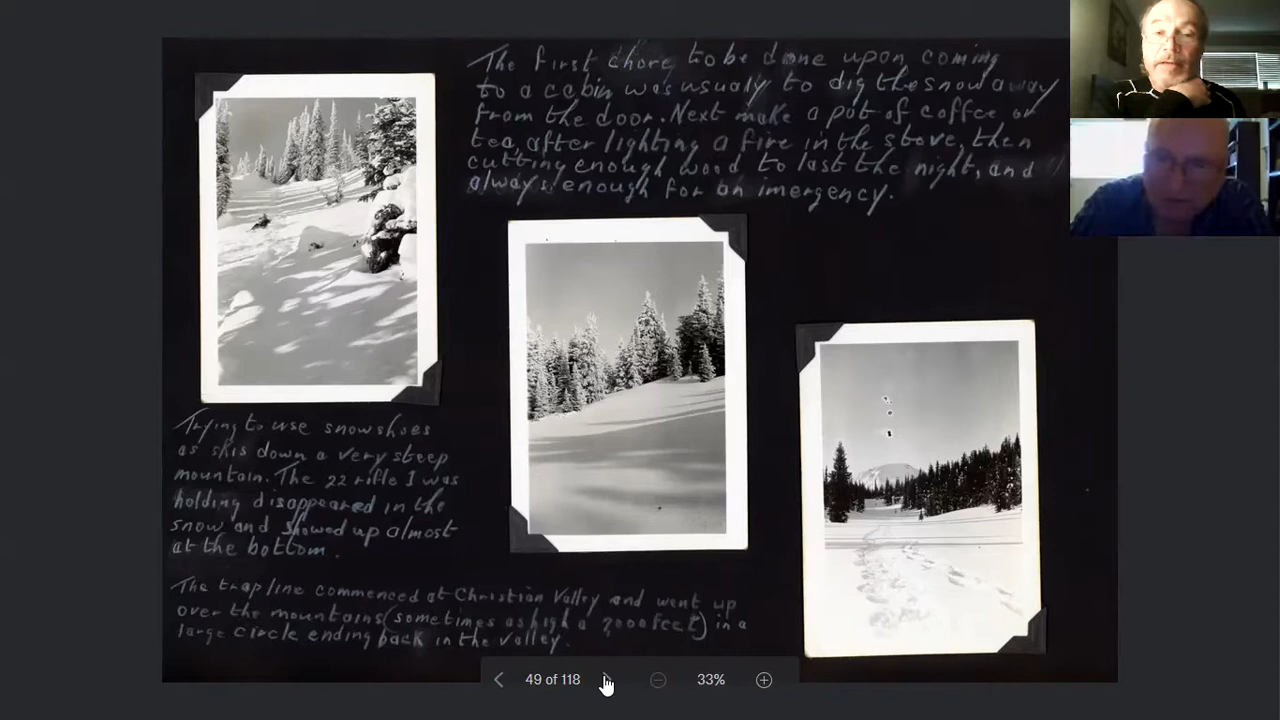 The first chore to be done upon coming
to a cabin was usualy to dig the snow away
from the door. Next make a pot of coffee or
tea, after lighting a fire in the stove, then
cutting enough wood to last the night, and
always enough for an imergency.
Trying to use snowshoes
as skis down a very steep
mountain. The 22 rifle I was
holding disappeared in the
snow and showed up almost
at the bottom.
The trap line commenced at Christian Valley and went up
over the mountains (sometimes as high a 7000 feet) in a
large circle ending back in the valley.
49 of 118
33%